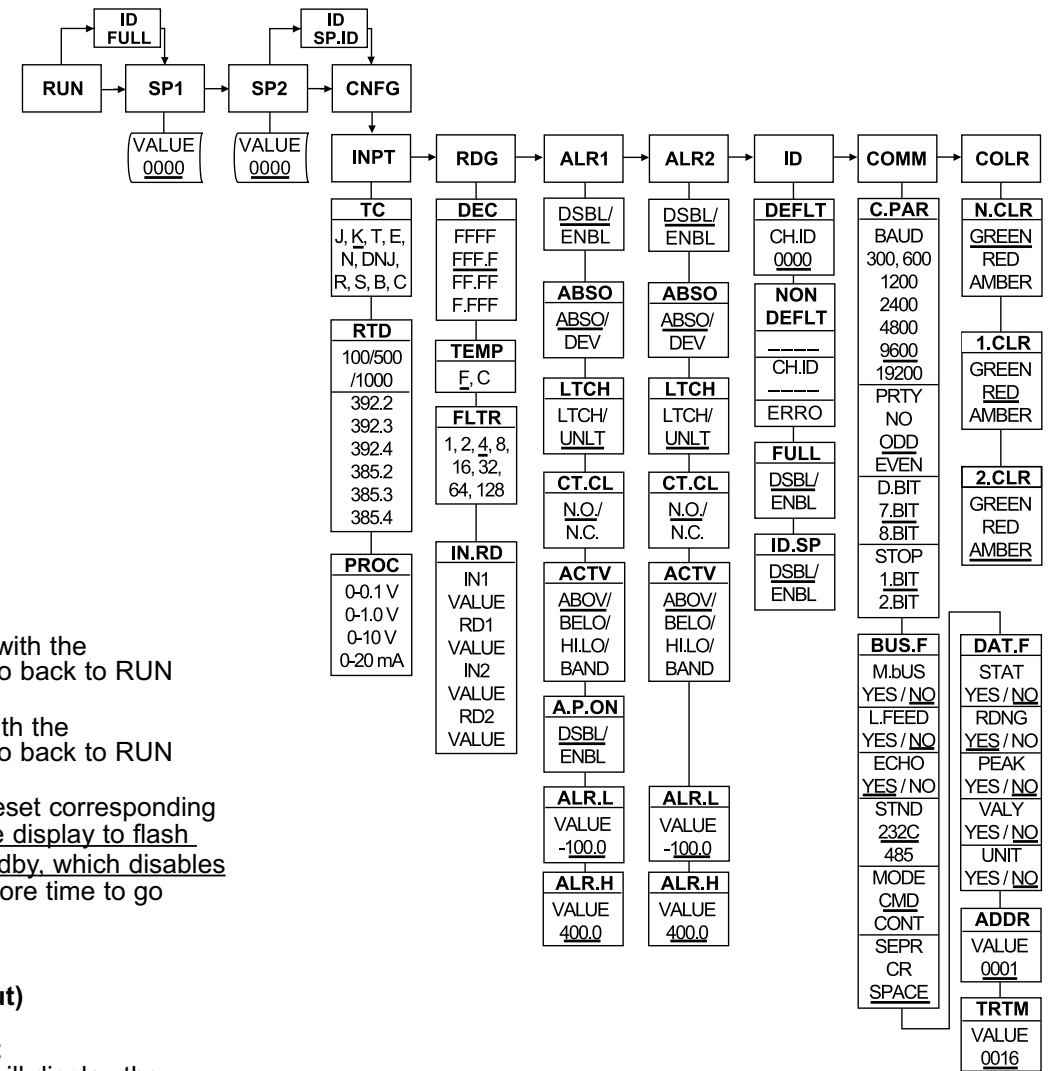 ID
FULL
ID
SP.ID
RUN
SP1
SP2
CNFG
VALUE
0000
VALUE
0000
INPT
RDG
ALR1
ALR2
ID
COMM
COLR
TC
J, K, T, E,
N, DNJ,
R, S, B, C
RTD
100/500
/1000
392.2
392.3
392.4
385.2
385.3
385.4
PROC
0-0.1 V
0-1.0 V
0-10 V
0-20 mA
DEC
FFFF
FFF.F
FF.FF
F.FFF
TEMP
F, C
FLTR
1, 2, 4, 8,
16, 32,
64, 128
IN.RD
IN1
VALUE
RD1
VALUE
IN2
VALUE
RD2
VALUE
DSBL/
ENBL
ABSO
ABSO/
DEV
LTCH
LTCH/
UNLT
CT.CL
N.O./
N.C.
ACTV
ABOV/
BELO/
HI.LO/
BAND
A.P.ON
DSBL/
ENBL
ALR.L
VALUE
-100.0
ALR.H
VALUE
400.0
DSBL/
ENBL
ABSO
ABSO/
DEV
LTCH
LTCH/
UNLT
CT.CL
N.O./
N.C.
ACTV
ABOV/
BELO/
HI.LO/
BAND
ALR.L
VALUE
-100.0
ALR.H
VALUE
400.0
DEFLT
CH.ID
0000
NON
DEFLT
_ _ _ _
CH.ID
_ _ _ _
ERRO
FULL
DSBL/
ENBL
ID.SP
DSBL/
ENBL
C.PAR
BAUD
300, 600
1200
2400
4800
9600
19200
PRTY
NO
ODD
EVEN
D.BIT
7.BIT
8.BIT
STOP
1.BIT
2.BIT
BUS.F
M.bUS
YES / NO
L.FEED
YES / NO
ECHO
YES / NO
STND
232C
485
MODE
CMD
CONT
SEPR
CR
SPACE
DAT.F
STAT
YES / NO
RDNG
YES / NO
PEAK
YES / NO
VALY
YES / NO
UNIT
YES / NO
ADDR
VALUE
0001
TRTM
VALUE
0016
N.CLR
GREEN
RED
AMBER
1.CLR
GREEN
RED
AMBER
2.CLR
GREEN
RED
AMBER
with the
o back to RUN
th the
o back to RUN
eset corresponding
e display to flash
dby, which disables
ore time to go
ut)